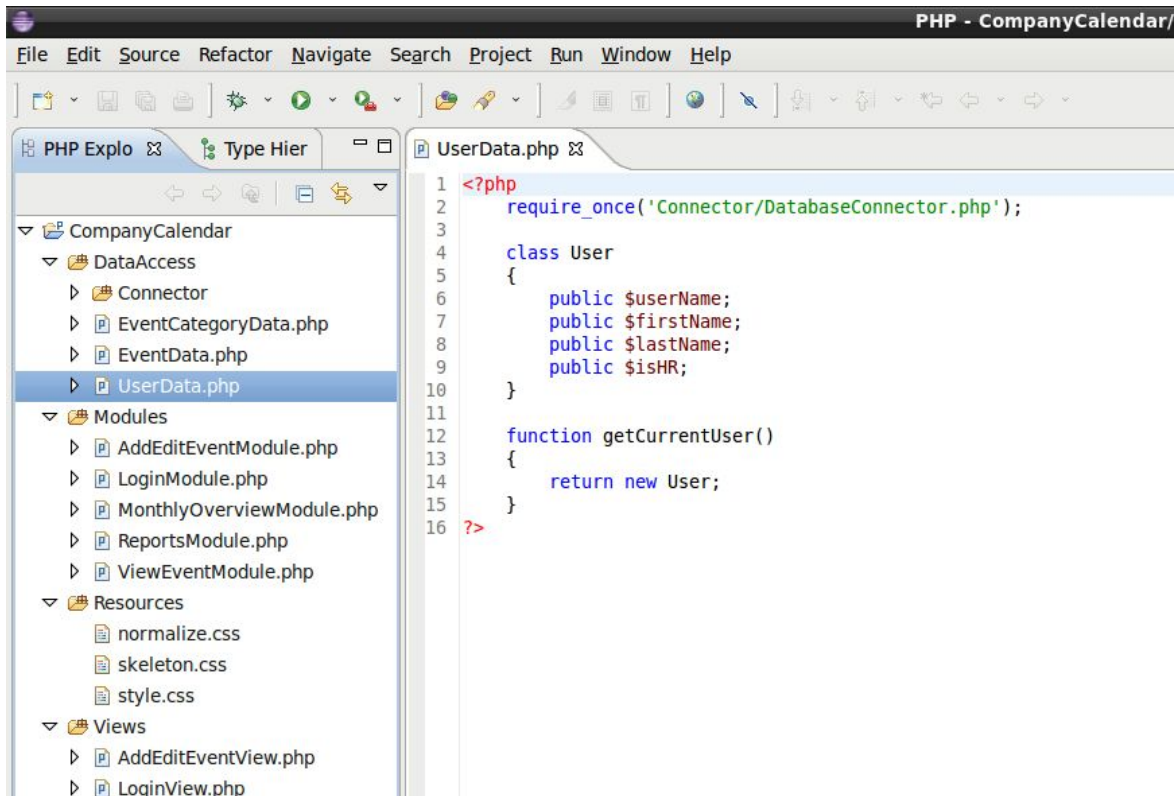 PHP - CompanyCalendar/
File Edit Source Refactor Navigate Search Project Run Window Help
PHP Explo Type Hier
CompanyCalendar
DataAccess
Connector
EventCategoryData.php
EventData.php
UserData.php
Modules
AddEditEventModule.php
LoginModule.php
MonthlyOverviewModule.php
ReportsModule.php
ViewEventModule.php
Resources
normalize.css
skeleton.css
style.css
Views
AddEditEventView.php
LoginView.php
UserData.php
1 <?php
2 require_once('Connector/DatabaseConnector.php');
3
4 class User
5 {
6 public $userName;
7 public $firstName;
8 public $lastName;
9 public $isHR;
10 }
11
12 function getCurrentUser()
13 {
14 return new User;
15 }
16 ?>